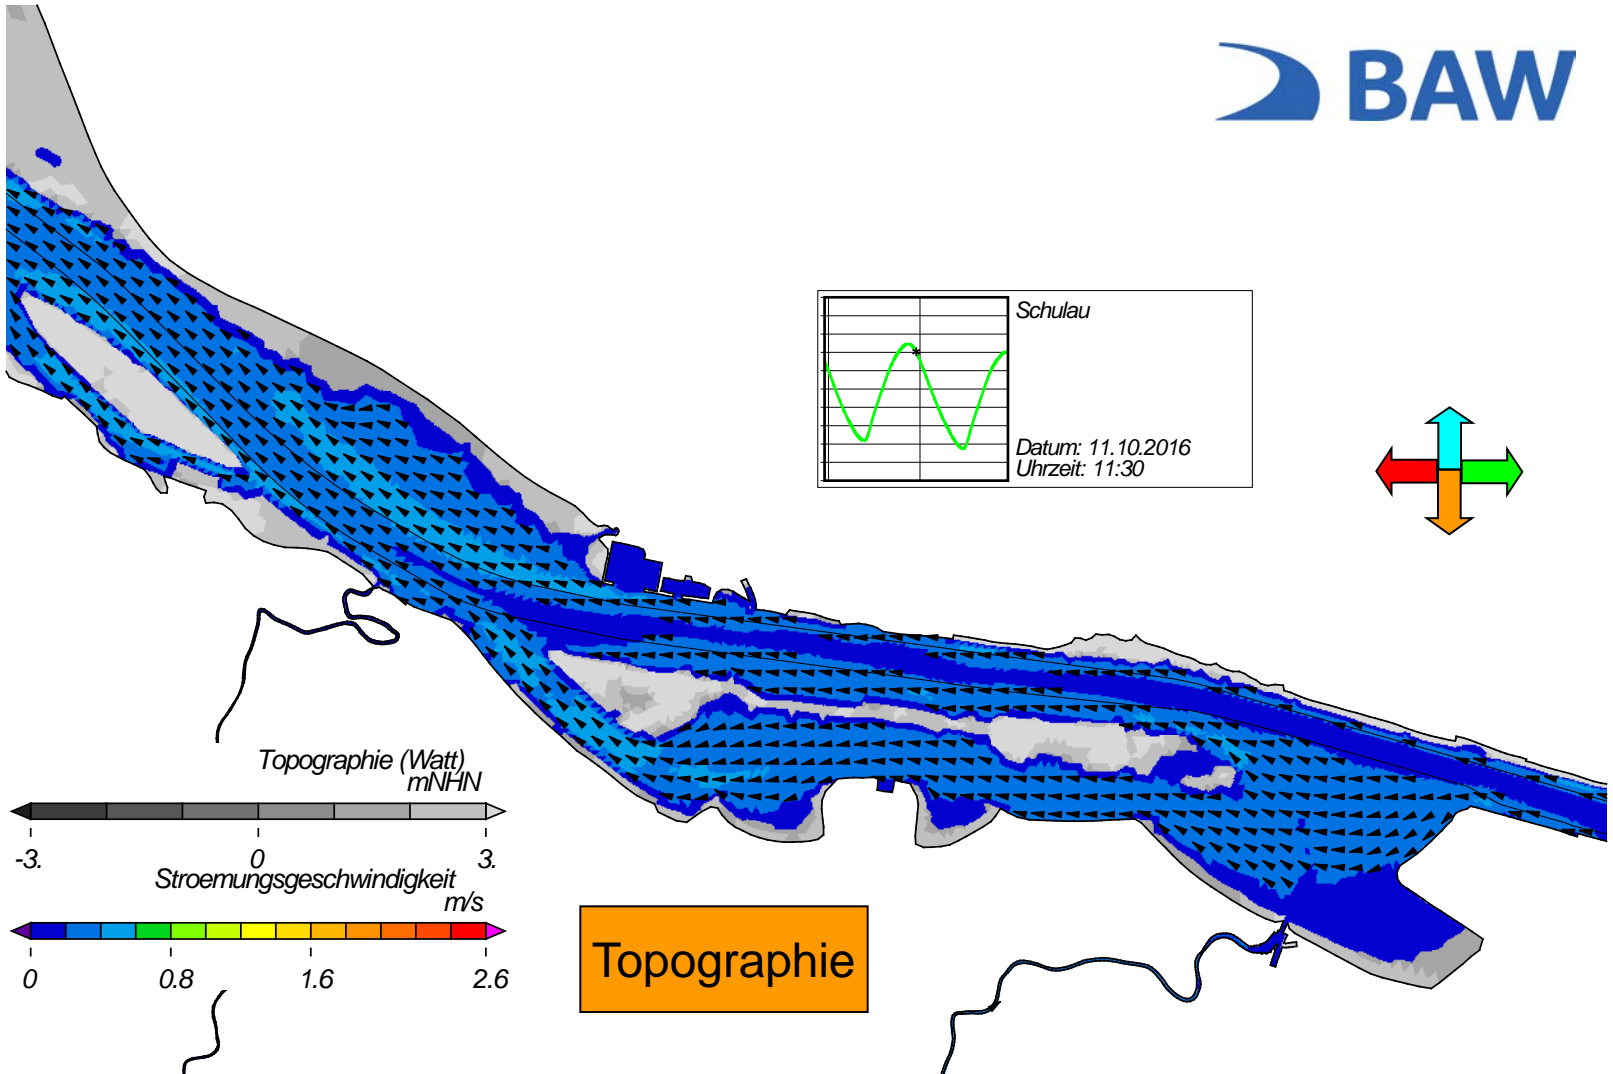 BAW
Schulau
Datum: 11.10.2016
Uhrzeit: 11:30
Topographie (Watt)
mNHN
-3. 0 3.
Stroemungsgeschwindigkeit
m/s
0 0.8 1.6 2.6
Topographie